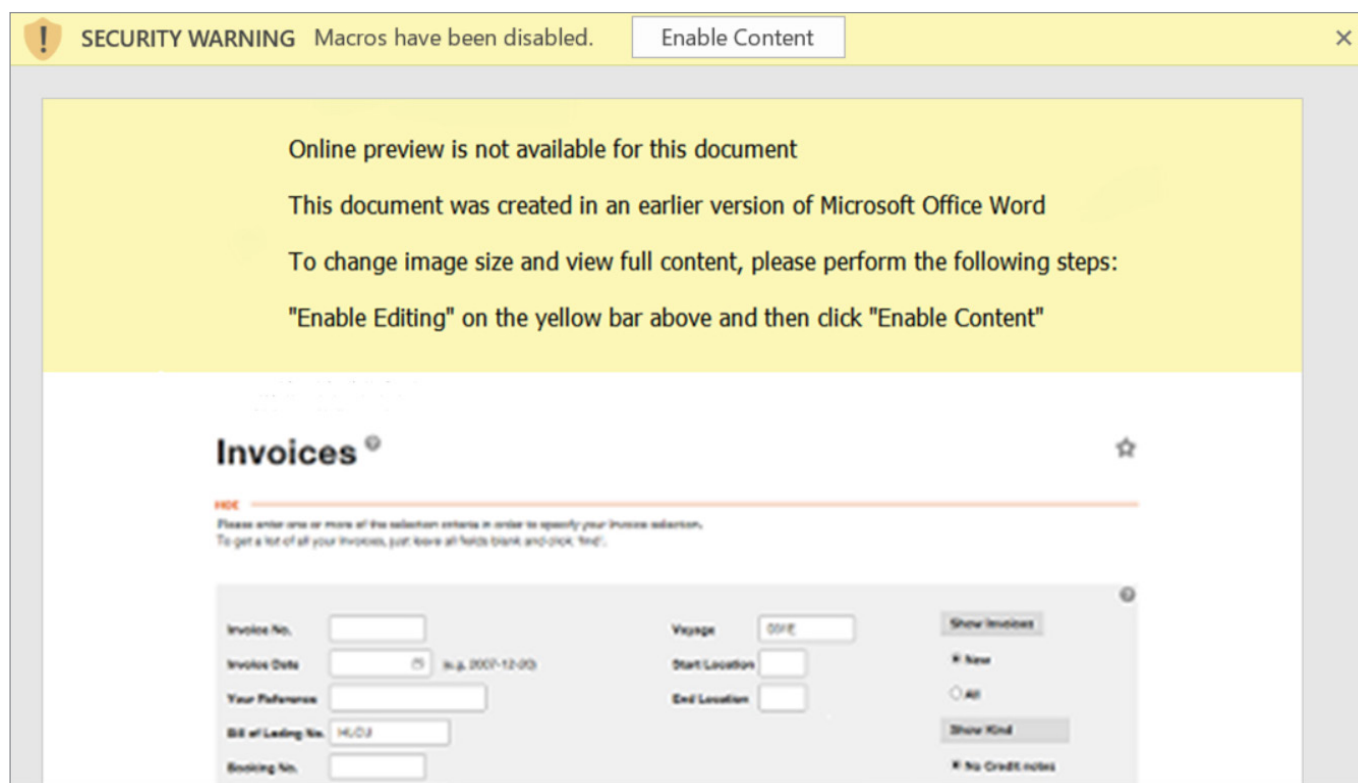 SECURITY WARNING Macros have been disabled. Enable Content
Online preview is not available for this document
This document was created in an earlier version of Microsoft Office Word
To change image size and view full content, please perform the following steps:
"Enable Editing" on the yellow bar above and then click "Enable Content"
Invoices
HIDE
Please enter one or more of the selection criteria in order to specify your invoice selection.
To get a list of all your invoices, just leave all fields blank and click 'find'.
Invoice No. Voyage Show Invoices
Invoice Date (e.g. 2007-12-20) Start Location New
Your Reference End Location All
Bill of Lading No. HLCU Show Kind
Booking No. No Credit notes